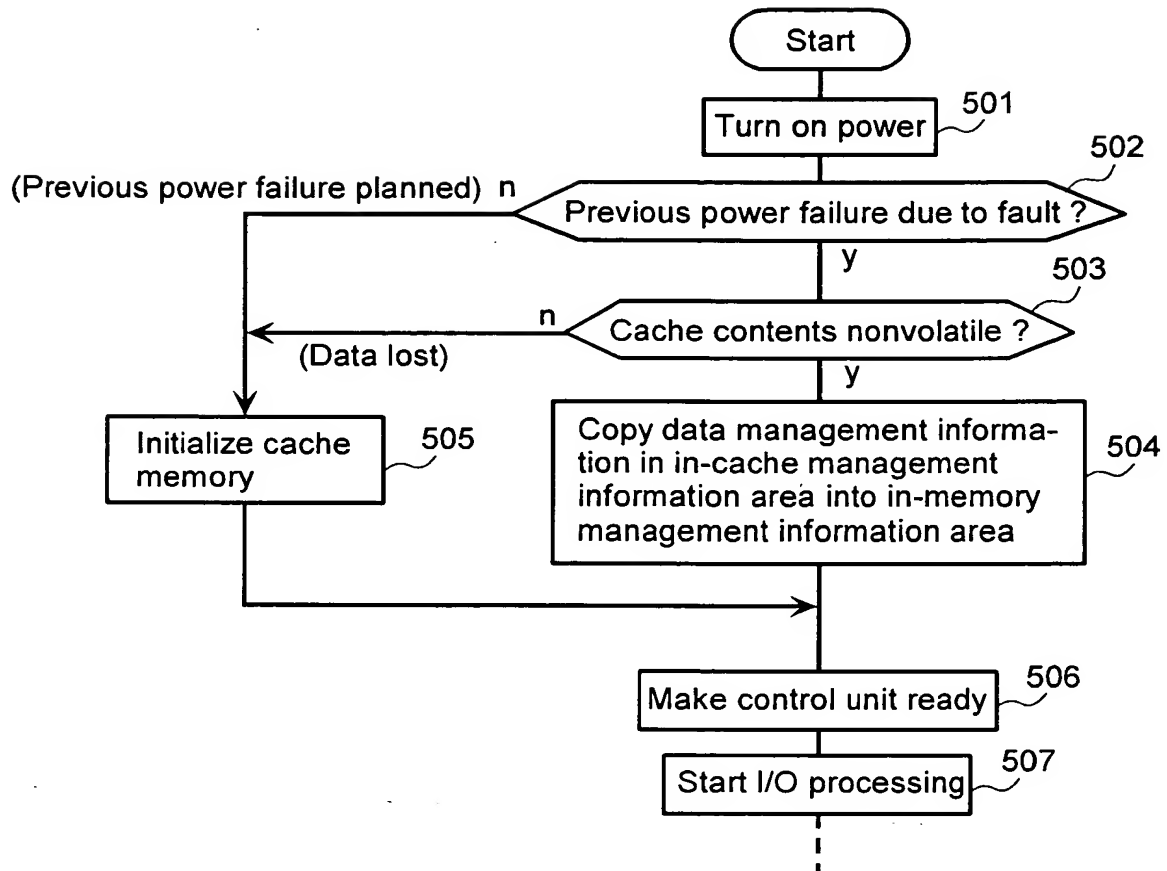 Start
Turn on power
501
502
(Previous power failure planned) n
Previous power failure due to fault ?
y
503
n
Cache contents nonvolatile ?
(Data lost)
y
Initialize cache
memory
505
Copy data management informa-
tion in in-cache management
information area into in-memory
management information area
504
Make control unit ready
506
Start I/O processing
507